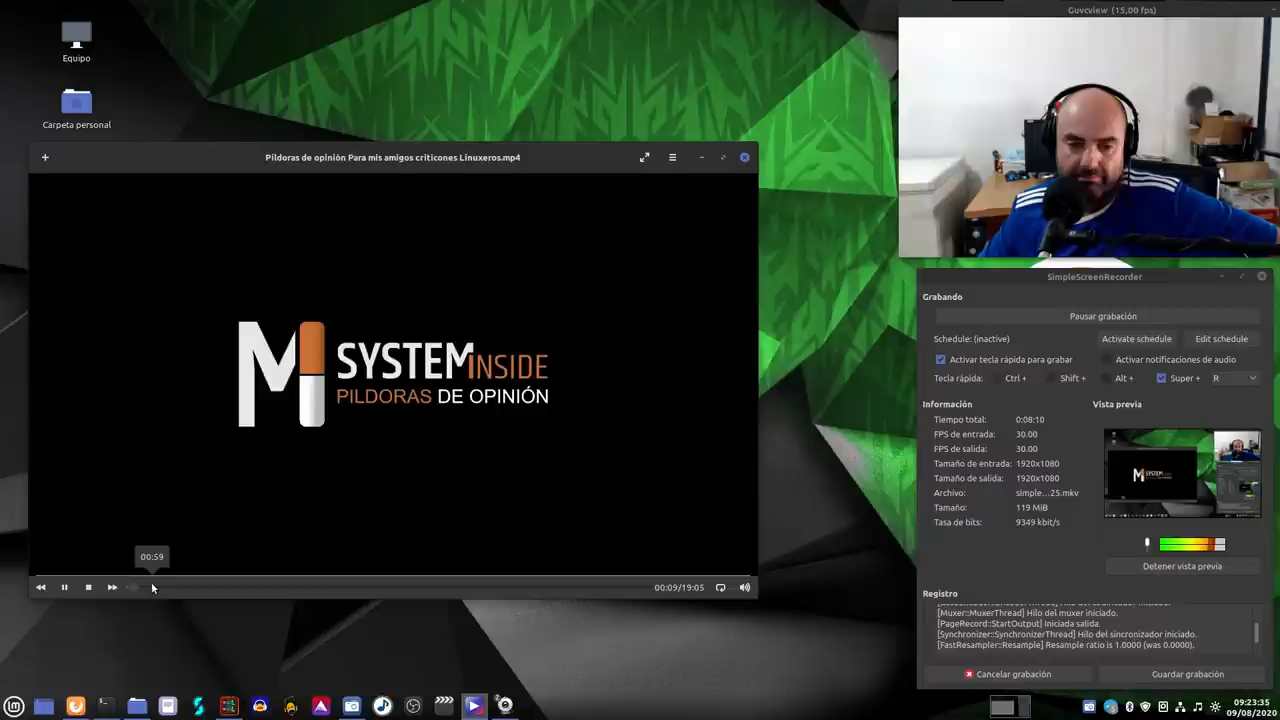 Equipo
Carpeta personal
Guvcview (15,00 fps)
Píldoras de opinión Para mis amigos criticones Linuxeros.mp4
SYSTEM INSIDE
PILDORAS DE OPINIÓN
00:59
00:09/19:05
SimpleScreenRecorder
Grabando
Pausar grabación
Schedule: (inactive)
Activate schedule
Edit schedule
Activar tecla rápida para grabar
Activar notificaciones de audio
Tecla rápida:
Ctrl +
Shift +
Alt +
Super +
R
Información
Vista previa
Tiempo total: 0:08:10
FPS de entrada: 30.00
FPS de salida: 30.00
Tamaño de entrada: 1920x1080
Tamaño de salida: 1920x1080
Archivo: simple...25.mkv
Tamaño: 119 MiB
Tasa de bits: 9349 kbit/s
Detener vista previa
Registro
[Muxer::MuxerThread] Hilo del muxer iniciado.
[PageRecord::StartOutput] Iniciada salida.
[Synchronizer::SynchronizerThread] Hilo del sincronizador iniciado.
[FastResampler::Resample] Resample ratio is 1.0000 (was 0.0000).
Cancelar grabación
Guardar grabación
09:23:35
09/08/2020